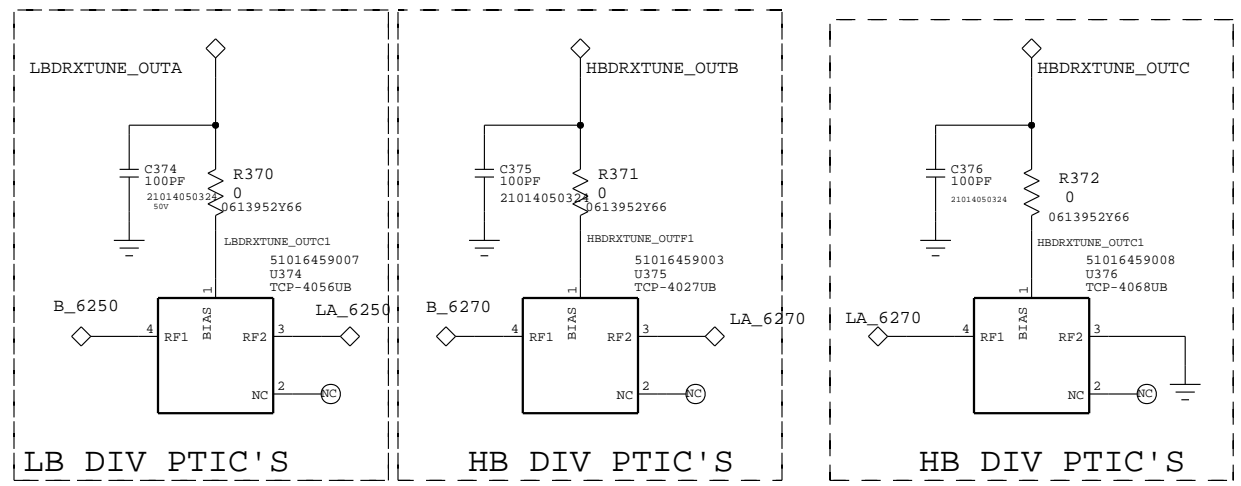 LBDRXTUNE_OUTA
C374
100PF
21014050324
50V
R370
0
0613952Y66
LBDRXTUNE_OUTC1
51016459007
U374
TCP-4056UB
B_6250
LA_6250
1
BIAS
4
RF1
RF2
3
NC
2
NC
LB DIV PTIC'S
HBDRXTUNE_OUTB
C375
100PF
21014050324
R371
0
0613952Y66
HBDRXTUNE_OUTF1
51016459003
U375
TCP-4027UB
B_6270
LA_6270
1
BIAS
4
RF1
RF2
3
NC
2
NC
HB DIV PTIC'S
HBDRXTUNE_OUTC
C376
100PF
21014050324
R372
0
0613952Y66
HBDRXTUNE_OUTC1
51016459008
U376
TCP-4068UB
LA_6270
1
BIAS
4
RF1
RF2
3
NC
2
NC
HB DIV PTIC'S